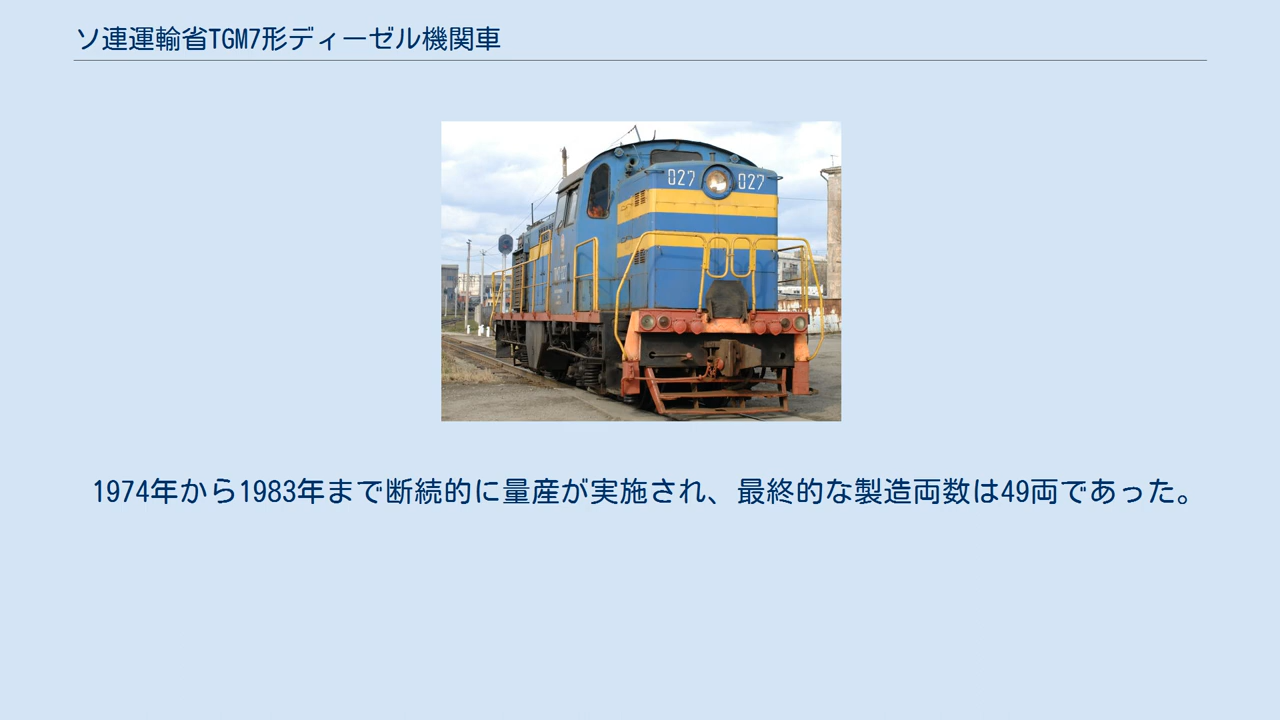 ソ連運輸省TGM7形ディーゼル機関車
027 027
1974年から1983年まで断続的に量産が実施され、最終的な製造両数は49両であった。